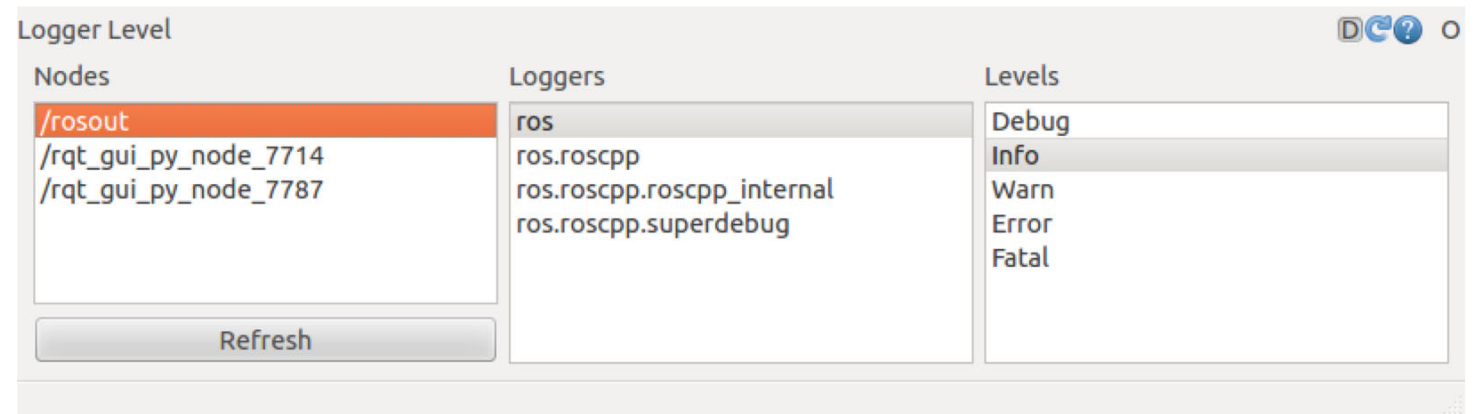 Logger Level
D ? O
Nodes
/rosout
/rqt_gui_py_node_7714
/rqt_gui_py_node_7787
Refresh
Loggers
ros
ros.roscpp
ros.roscpp.roscpp_internal
ros.roscpp.superdebug
Levels
Debug
Info
Warn
Error
Fatal